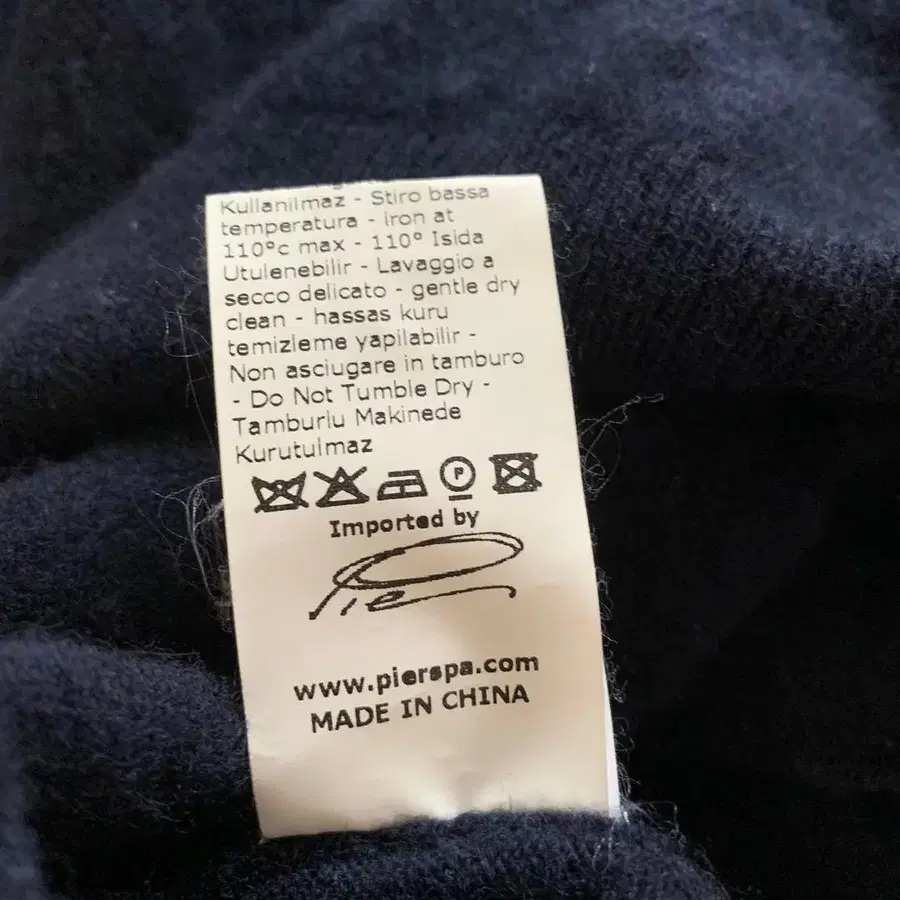 Kullanilmaz - Stiro bassa
temperatura - iron at
110°c max - 110° Isida
Utulenebilir - Lavaggio a
secco delicato - gentle dry
clean - hassas kuru
temizleme yapilabilir -
Non asciugare in tamburo
- Do Not Tumble Dry -
Tamburlu Makinede
Kurutulmaz
P
Imported by
Pier
www.pierspa.com
MADE IN CHINA